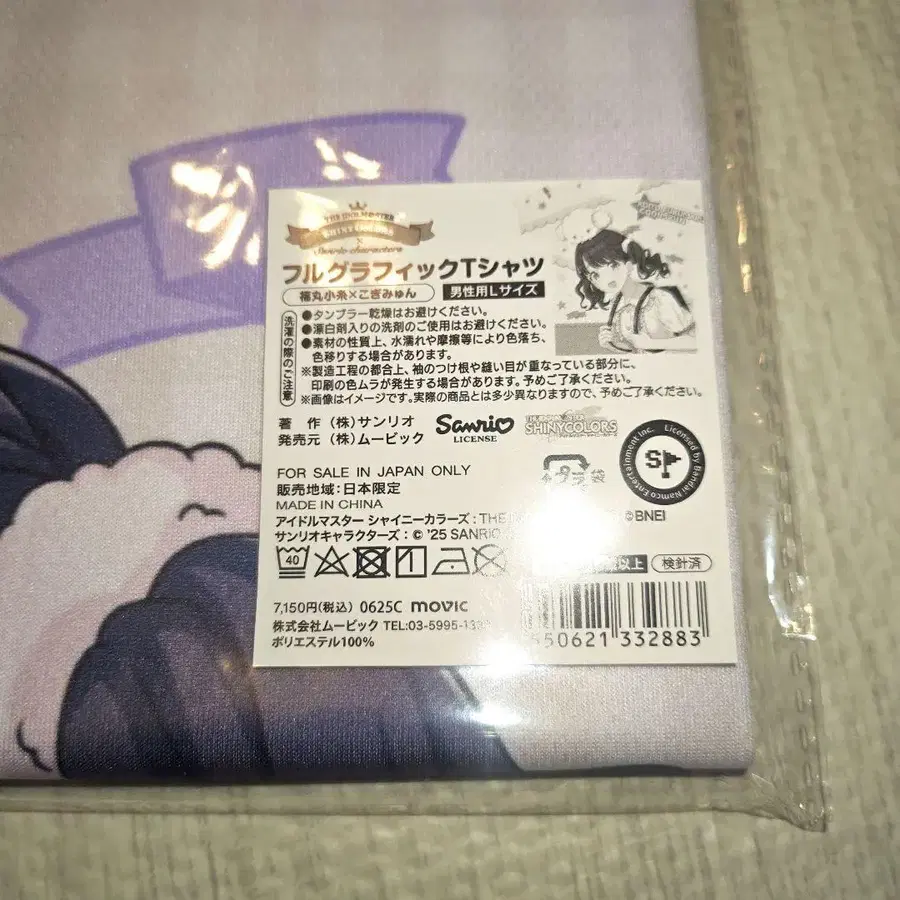 THE IDOLM@STER
SHINY COLORS
×
Sanrio characters
フルグラフィックTシャツ
福丸小糸×こぎみゅん
男性用Lサイズ
洗濯の際のご注意
●タンブラー乾燥はお避けください。
●漂白剤入りの洗剤のご使用はお避けください。
●素材の性質上、水濡れや摩擦等により色落ち、
色移りする場合があります。
※製造工程の都合上、袖のつけ根や縫い目が重なっている部分に、
印刷の色ムラが発生する場合があります。予めご了承ください。
※画像はイメージです。実際の商品とは多少異なりますので、予めご了承ください。
著 作 (株)サンリオ
発売元 (株)ムービック
Sanrio
LICENSE
SHINYCOLORS
プラ 袋
Licensed by Bandai Namco Entertainment Inc.
S
FOR SALE IN JAPAN ONLY
販売地域:日本限定
MADE IN CHINA
アイドルマスター シャイニーカラーズ : THE
©BNEI
サンリオキャラクターズ : © '25 SANRIO
40
以上
検針済
7,150円(税込) 0625C movic
株式会社ムービック TEL:03-5995-13
ポリエステル100%
550621 332883